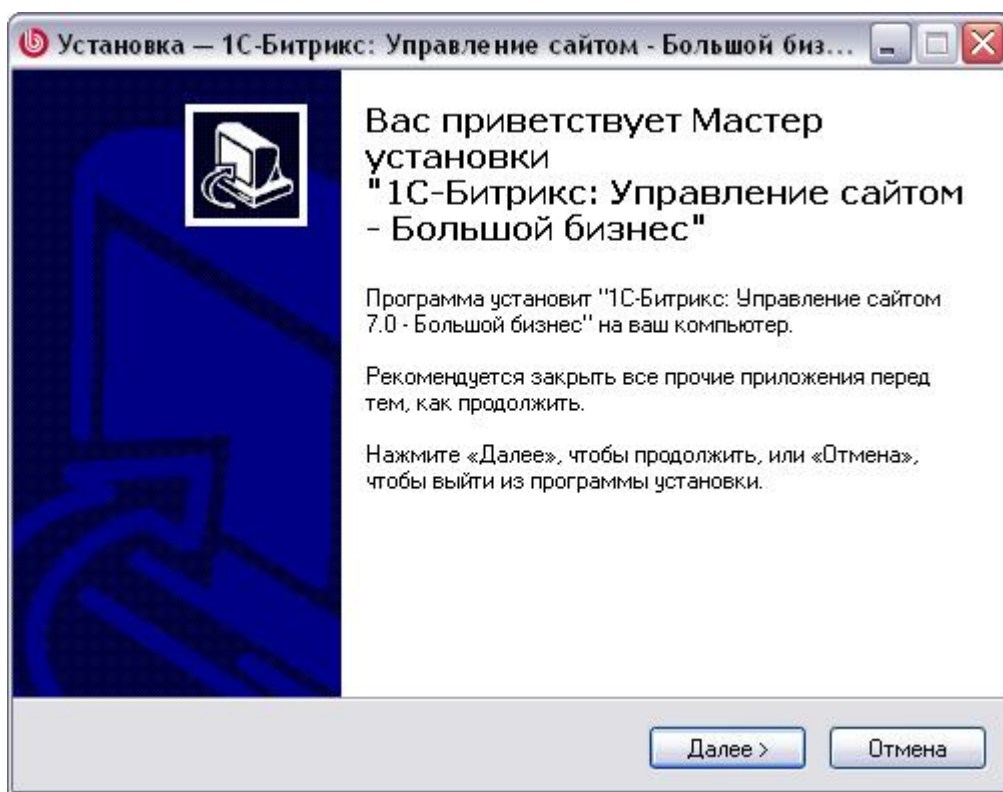 Установка — 1С-Битрикс: Управление сайтом - Большой биз...
Вас приветствует Мастер
установки
"1С-Битрикс: Управление сайтом
- Большой бизнес"
Программа установит "1С-Битрикс: Управление сайтом
7.0 - Большой бизнес" на ваш компьютер.
Рекомендуется закрыть все прочие приложения перед
тем, как продолжить.
Нажмите «Далее», чтобы продолжить, или «Отмена»,
чтобы выйти из программы установки.
Далее > Отмена